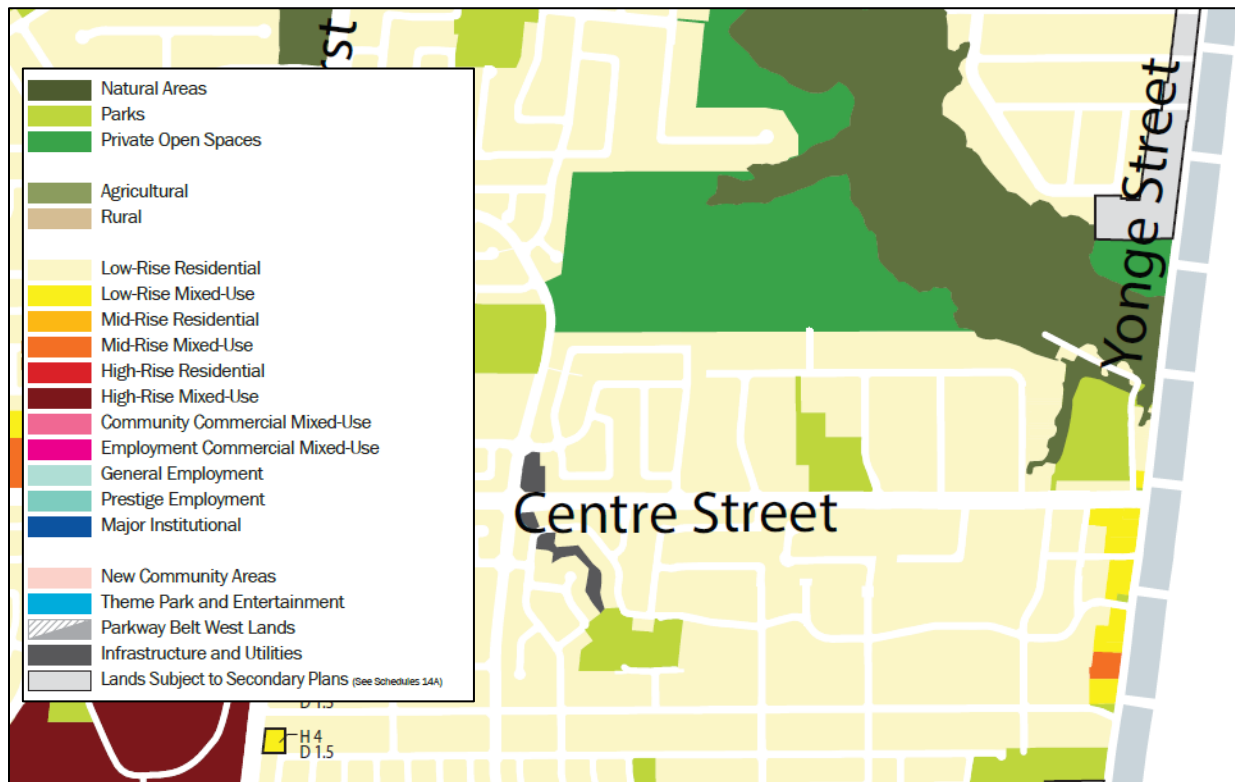 rst
Natural Areas
Parks
Private Open Spaces
Agricultural
Rural
Low-Rise Residential
Low-Rise Mixed-Use
Mid-Rise Residential
Mid-Rise Mixed-Use
High-Rise Residential
High-Rise Mixed-Use
Community Commercial Mixed-Use
Employment Commercial Mixed-Use
General Employment
Prestige Employment
Major Institutional
New Community Areas
Theme Park and Entertainment
Parkway Belt West Lands
Infrastructure and Utilities
Lands Subject to Secondary Plans (See Schedules 14A)
Yonge Street
Centre Street
D 1.5
H 4
D 1.5